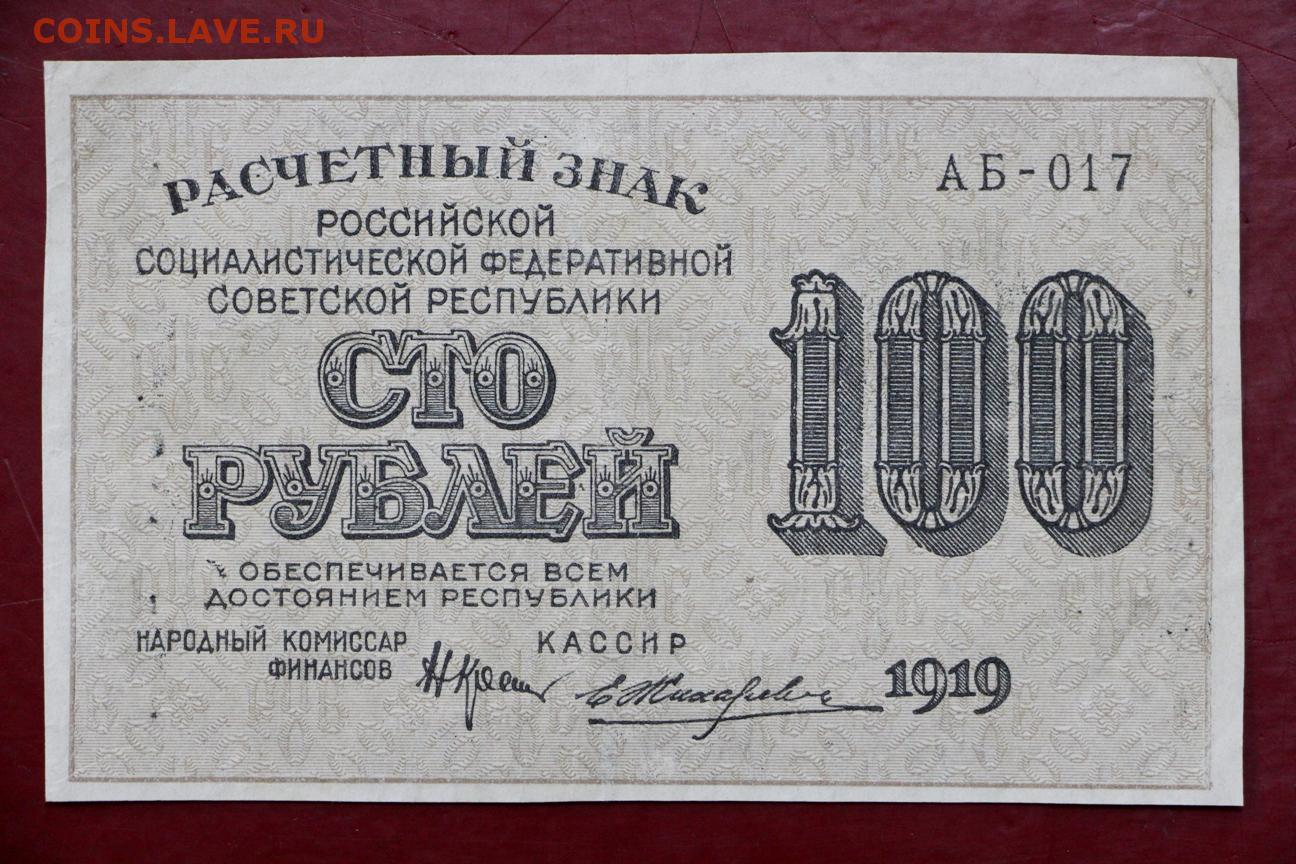 COINS.LAVE.RU
РАСЧЕТНЫЙ ЗНАК
АБ-017
РОССИЙСКОЙ
СОЦИАЛИСТИЧЕСКОЙ ФЕДЕРАТИВНОЙ
СОВЕТСКОЙ РЕСПУБЛИКИ
СТО
РУБЛЕЙ
100
ОБЕСПЕЧИВАЕТСЯ ВСЕМ
ДОСТОЯНИЕМ РЕСПУБЛИКИ
НАРОДНЫЙ КОМИССАР
ФИНАНСОВ
КАССИР
Е Жихаревъ
1919